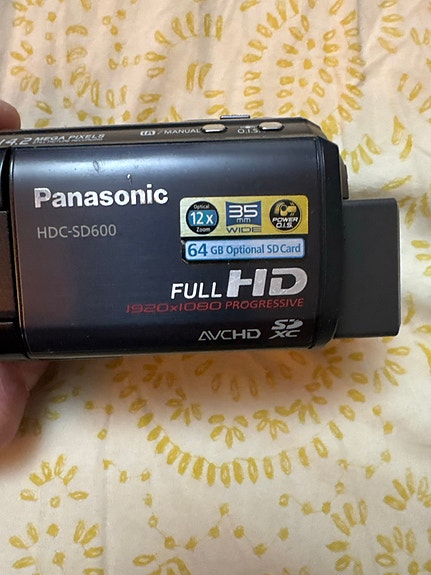 14.2 MEGA PIXELS
iA/MANUAL
O.I.S.
Panasonic
HDC-SD600
Optical
12x
Zoom
35
mm
WIDE
POWER
O.I.S.
64 GB Optional SD Card
FULL HD
1920x1080 PROGRESSIVE
AVCHD
SD
XC